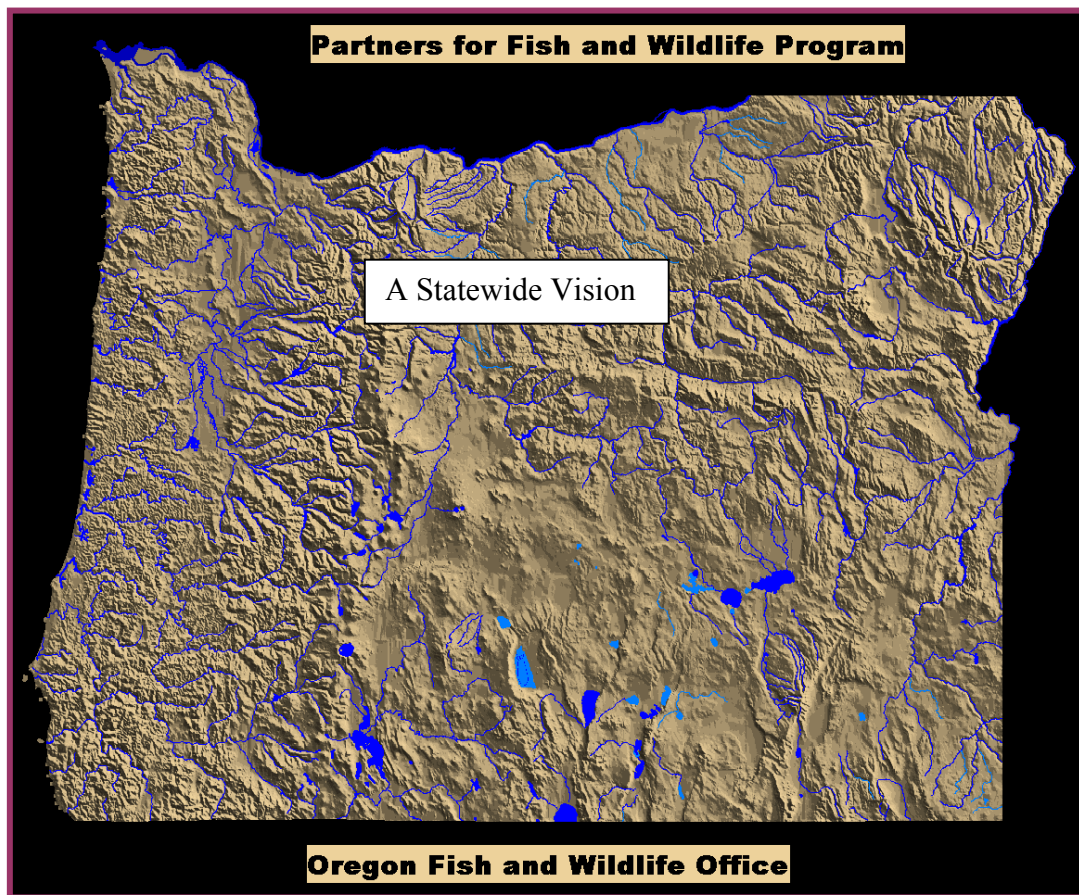 Partners for Fish and Wildlife Program
A Statewide Vision
Oregon Fish and Wildlife Office